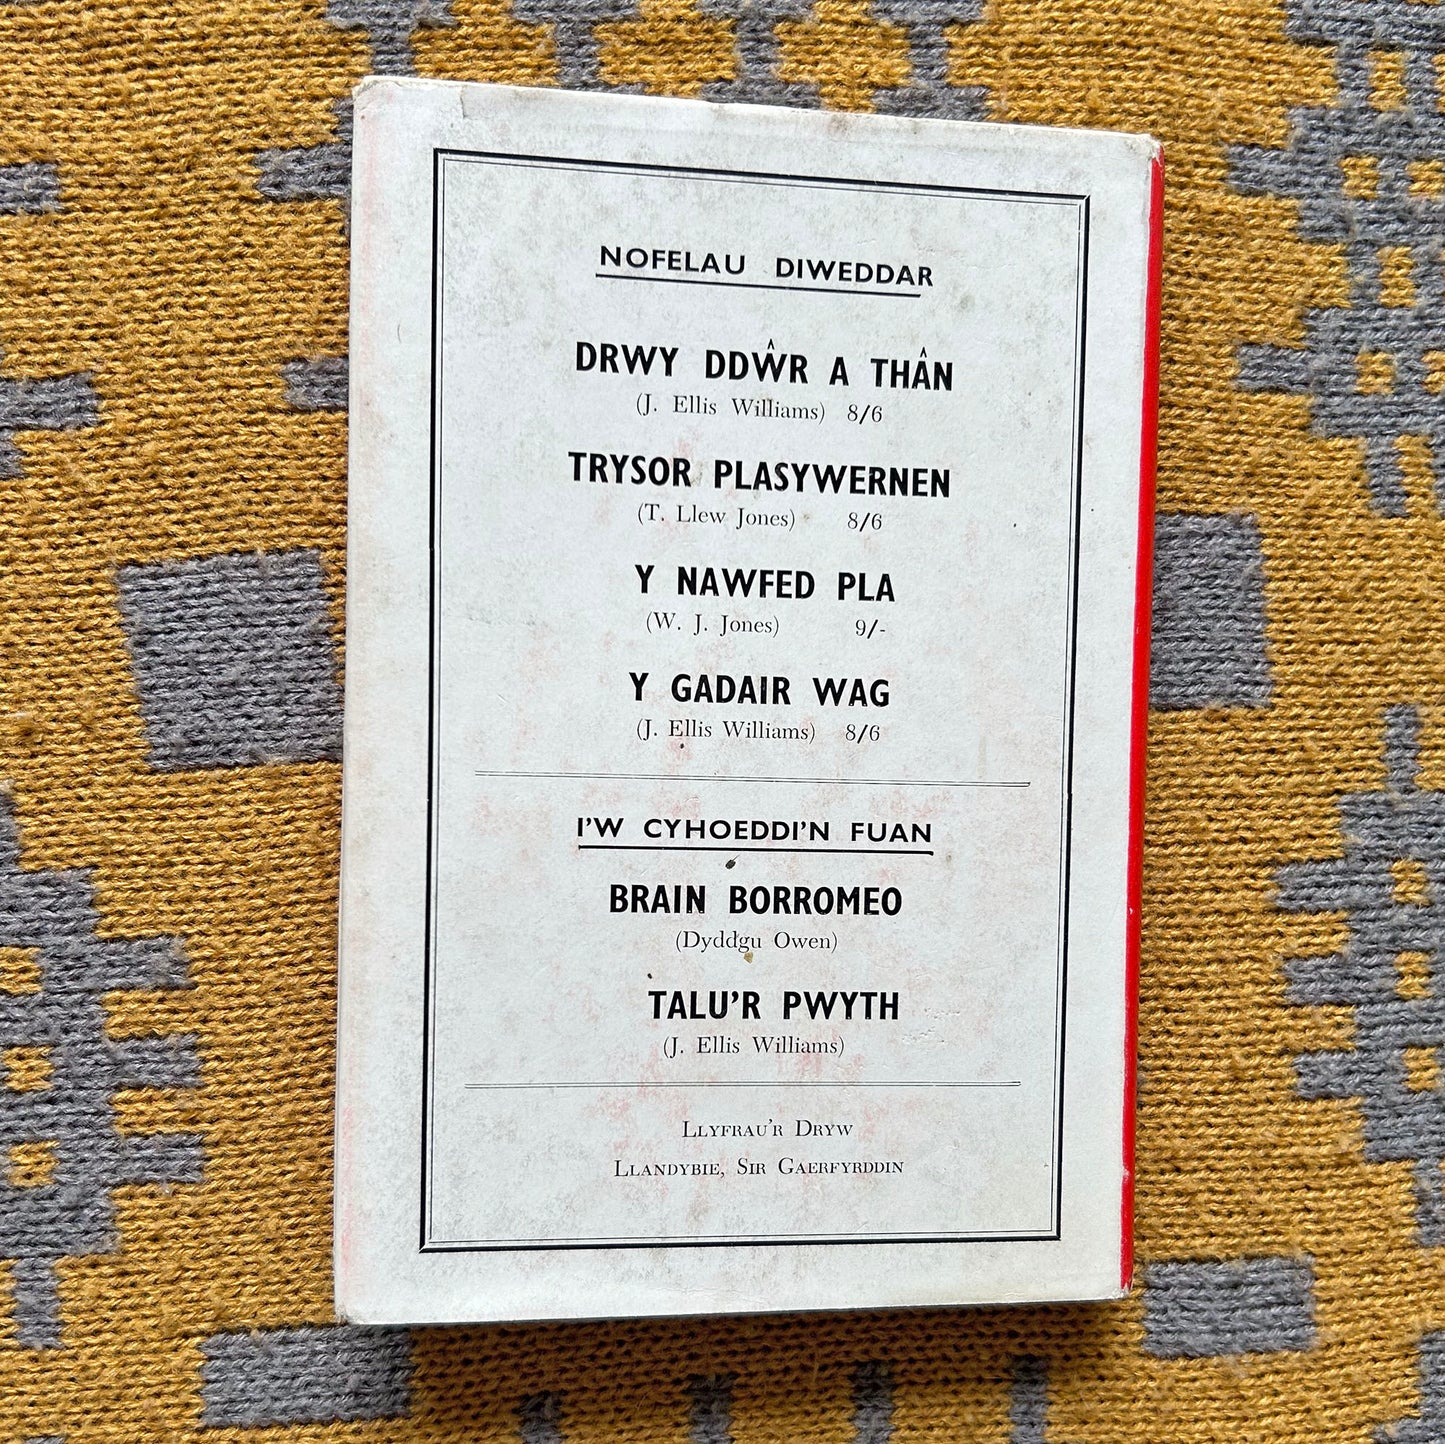 NOFELAU DIWEDDAR
DRWY DDŴR A THÂN
(J. Ellis Williams) 8/6
TRYSOR PLASYWERNEN
(T. Llew Jones) 8/6
Y NAWFED PLA
(W. J. Jones) 9/-
Y GADAIR WAG
(J. Ellis Williams) 8/6
I'W CYHOEDDI'N FUAN
BRAIN BORROMEO
(Dyddgu Owen)
TALU'R PWYTH
(J. Ellis Williams)
LLYFRAU'R DRYW
LLANDYBIE, SIR GAERFYRDDIN